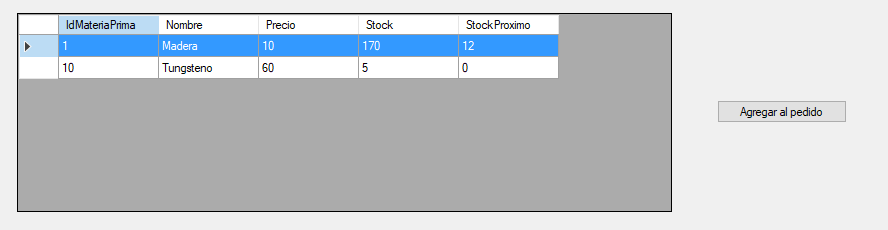 IdMateriaPrima Nombre Precio Stock StockProximo
1 Madera 10 170 12
10 Tungsteno 60 5 0
Agregar al pedido